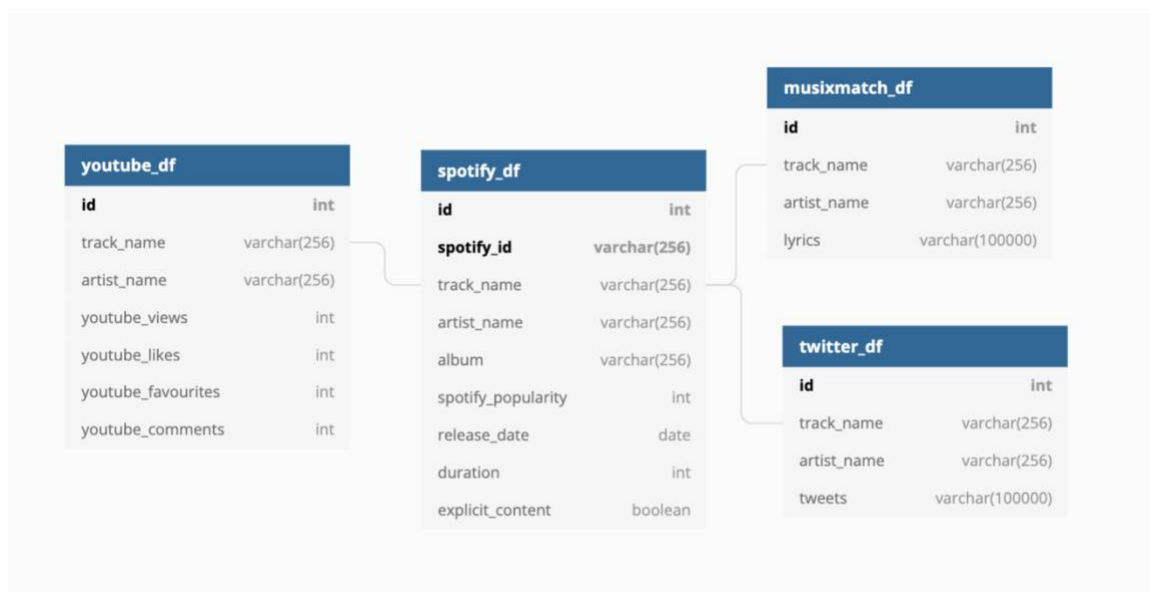 youtube_df
id int
track_name varchar(256)
artist_name varchar(256)
youtube_views int
youtube_likes int
youtube_favourites int
youtube_comments int
spotify_df
id int
spotify_id varchar(256)
track_name varchar(256)
artist_name varchar(256)
album varchar(256)
spotify_popularity int
release_date date
duration int
explicit_content boolean
musixmatch_df
id int
track_name varchar(256)
artist_name varchar(256)
lyrics varchar(100000)
twitter_df
id int
track_name varchar(256)
artist_name varchar(256)
tweets varchar(100000)